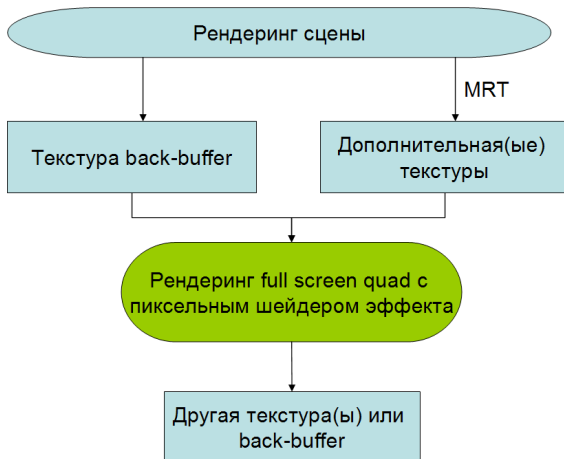 Рендеринг сцены
MRT
Текстура back-buffer
Дополнительная(ые)
текстуры
Рендеринг full screen quad с
пиксельным шейдером эффекта
Другая текстура(ы) или
back-buffer